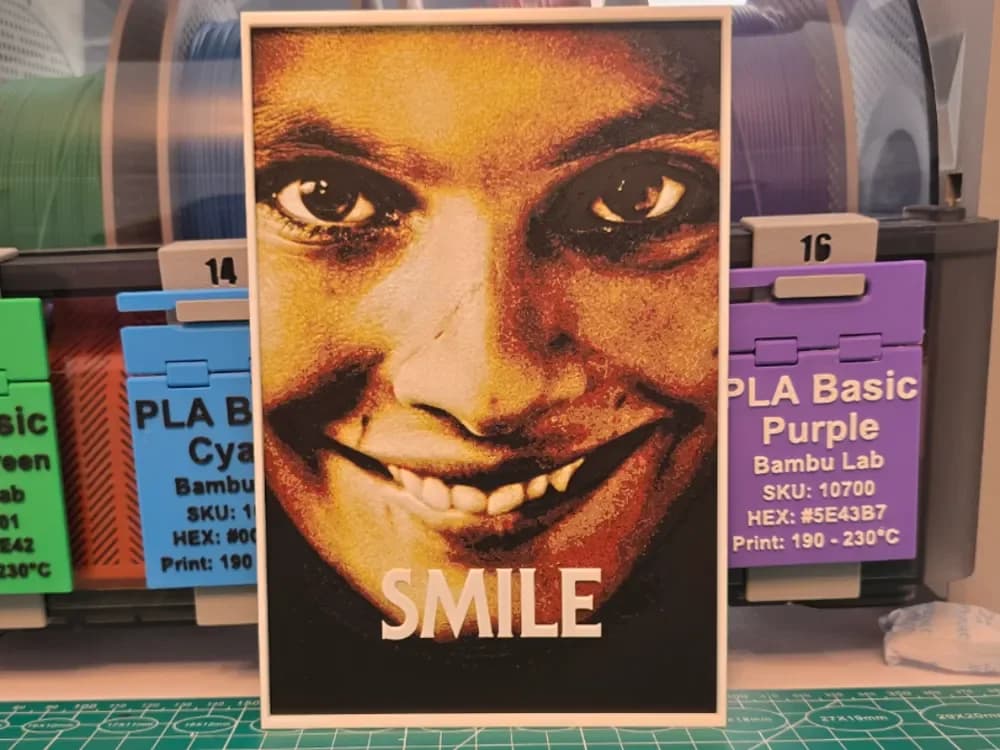 14
16
sic
reen
ab
01
E42
230°C
PLA B
Cya
Bambu
SKU: 1
HEX: #00
Print: 190
PLA Basic
Purple
Bambu Lab
SKU: 10700
HEX: #5E43B7
Print: 190 - 230°C
SMILE
27X19mm